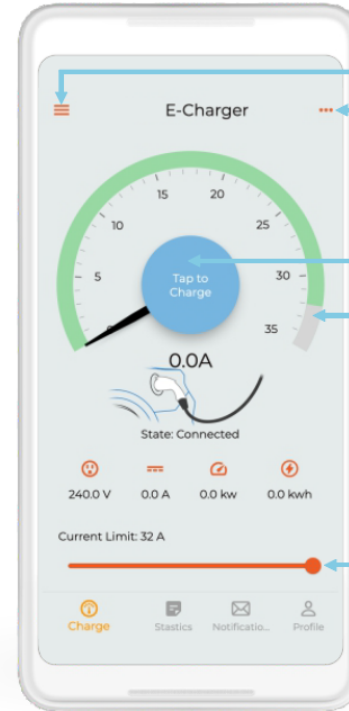 E-Charger
15 20
10 25
5 30
0 35
Tap to
Charge
0.0A
State: Connected
240.0 V 0.0 A 0.0 kw 0.0 kwh
Current Limit: 32 A
Charge Stastics Notificatio... Profile